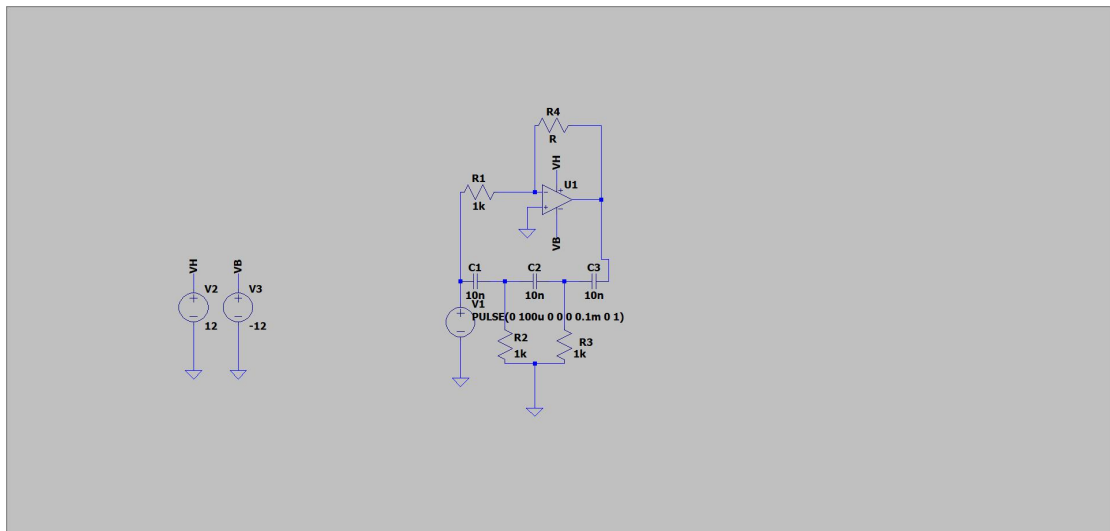 R4
R
VH
R1
U1
1k
VB
VH
VB
C1
C2
C3
V2
V3
10n
10n
10n
V1
PULSE(0 100u 0 0 0 0.1m 0 1)
12
-12
R2
R3
1k
1k